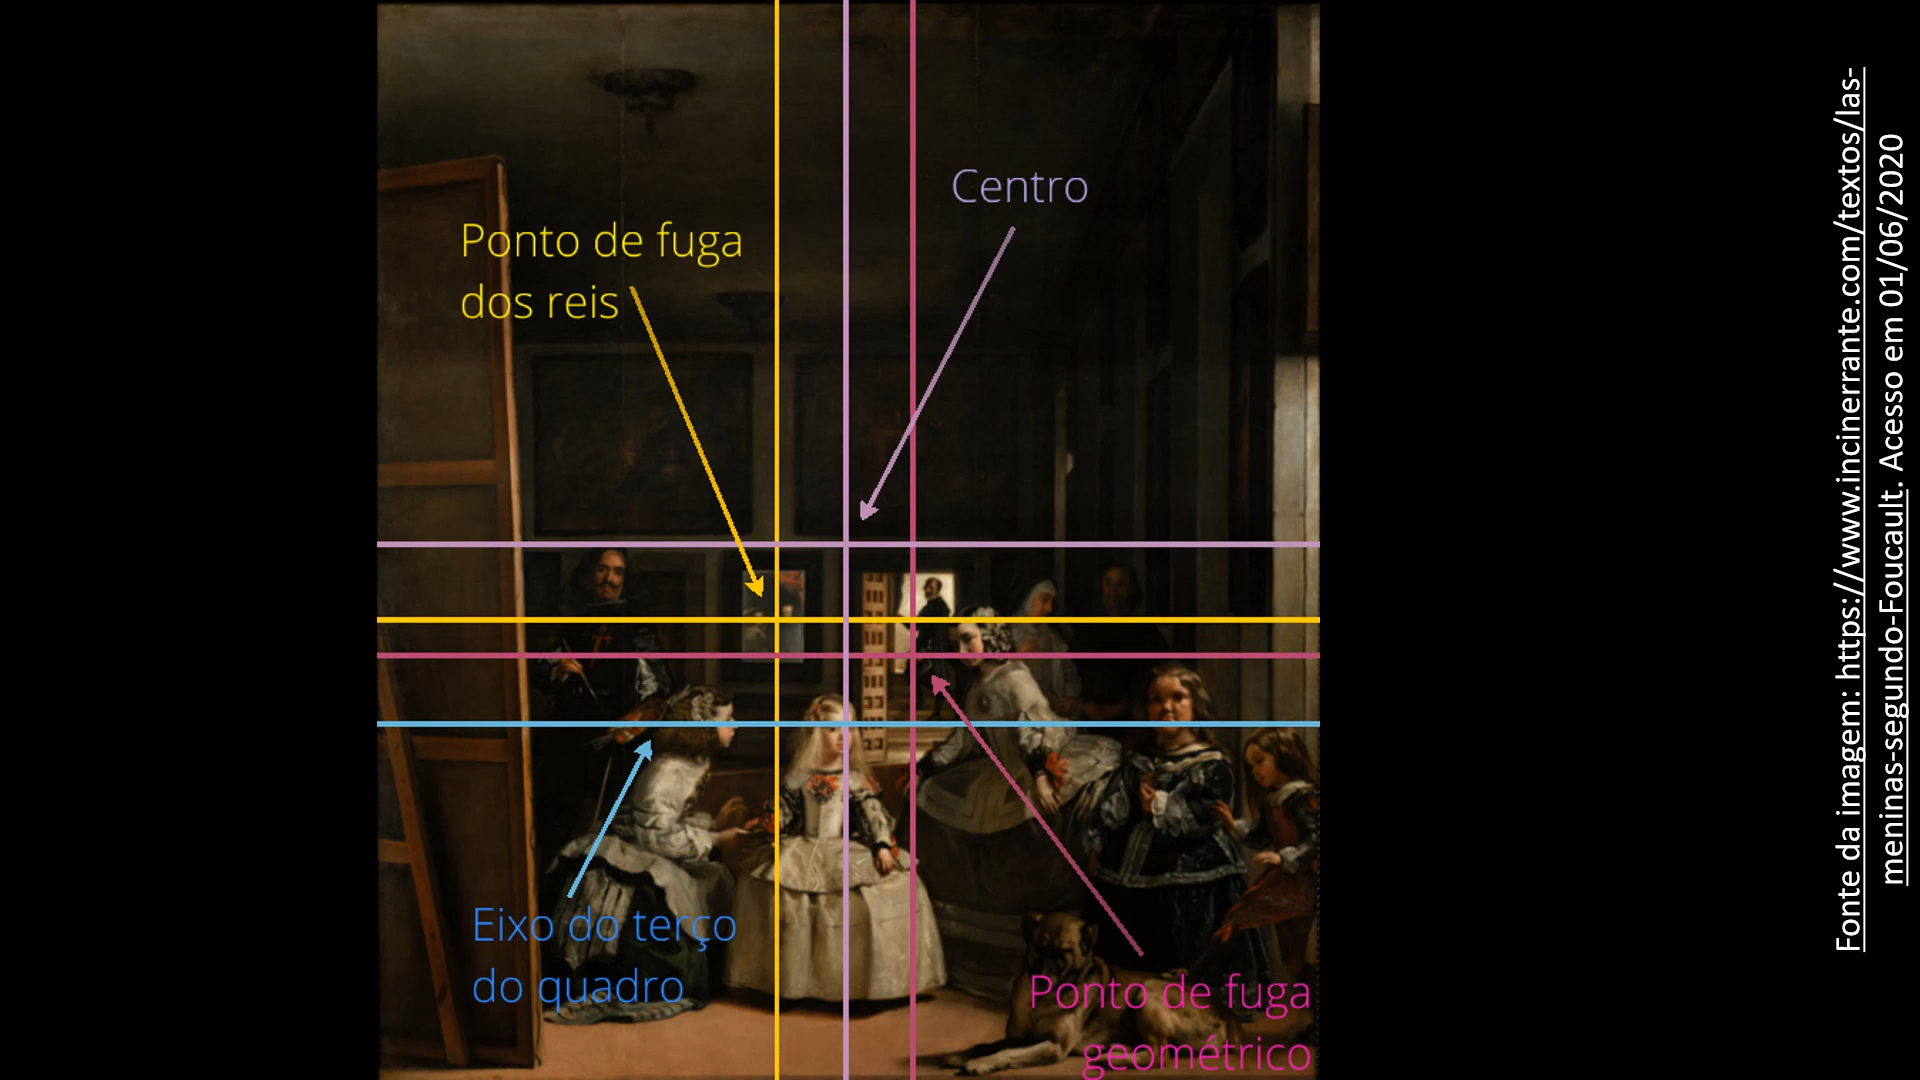 Centro
Ponto de fuga
dos reis
Eixo do terço
do quadro
Ponto de fuga
geométrico
Fonte da imagem: https://www.incinerrante.com/textos/las-
meninas-segundo-Foucault. Acesso em 01/06/2020